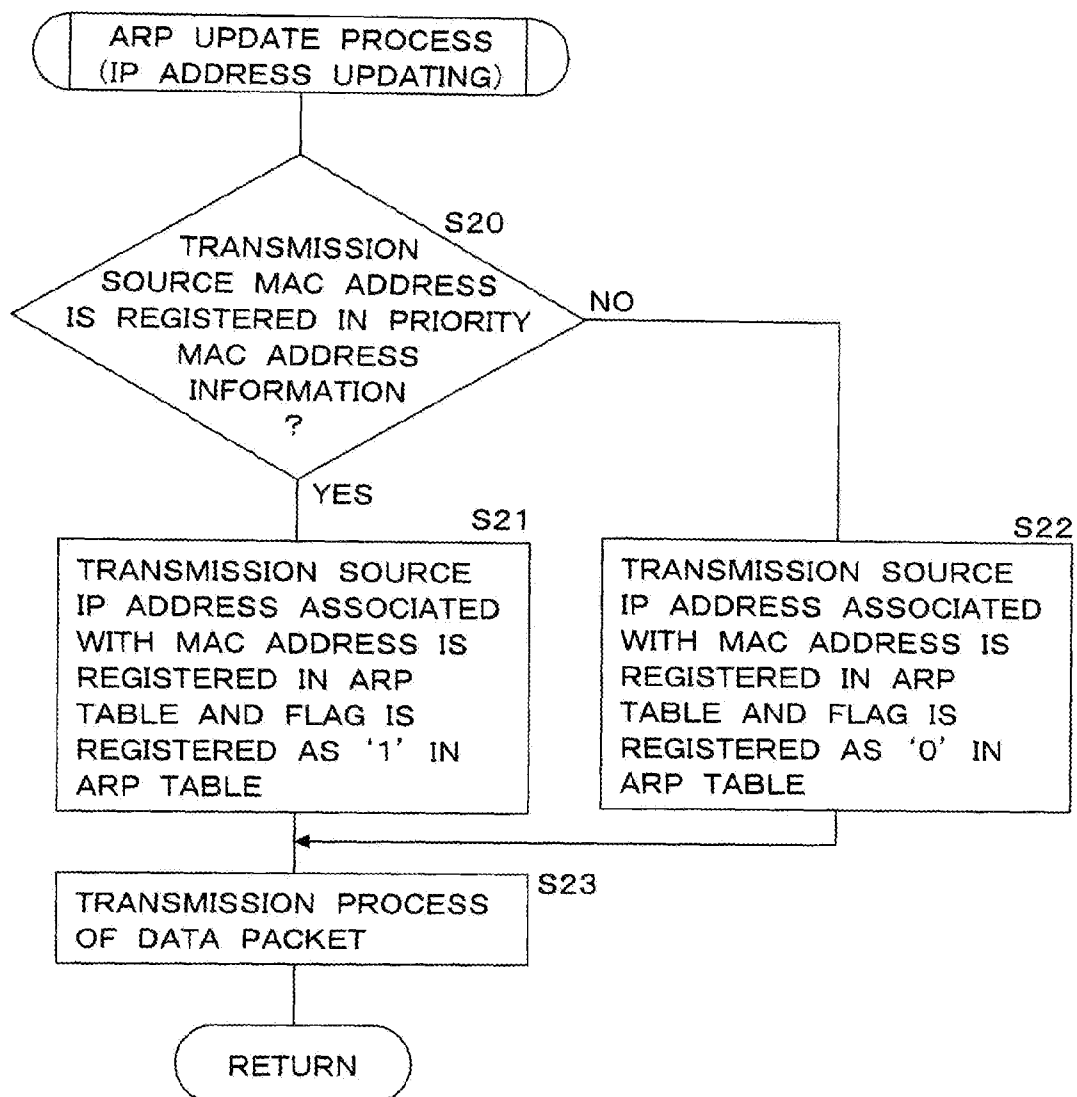 ARP UPDATE PROCESS
(IP ADDRESS UPDATING)
S20
TRANSMISSION
SOURCE MAC ADDRESS
IS REGISTERED IN PRIORITY
MAC ADDRESS
INFORMATION
?
NO
YES
S21
TRANSMISSION SOURCE
IP ADDRESS ASSOCIATED
WITH MAC ADDRESS IS
REGISTERED IN ARP
TABLE AND FLAG IS
REGISTERED AS ‘1’ IN
ARP TABLE
S22
TRANSMISSION SOURCE
IP ADDRESS ASSOCIATED
WITH MAC ADDRESS IS
REGISTERED IN ARP
TABLE AND FLAG IS
REGISTERED AS ‘0’ IN
ARP TABLE
S23
TRANSMISSION PROCESS
OF DATA PACKET
RETURN